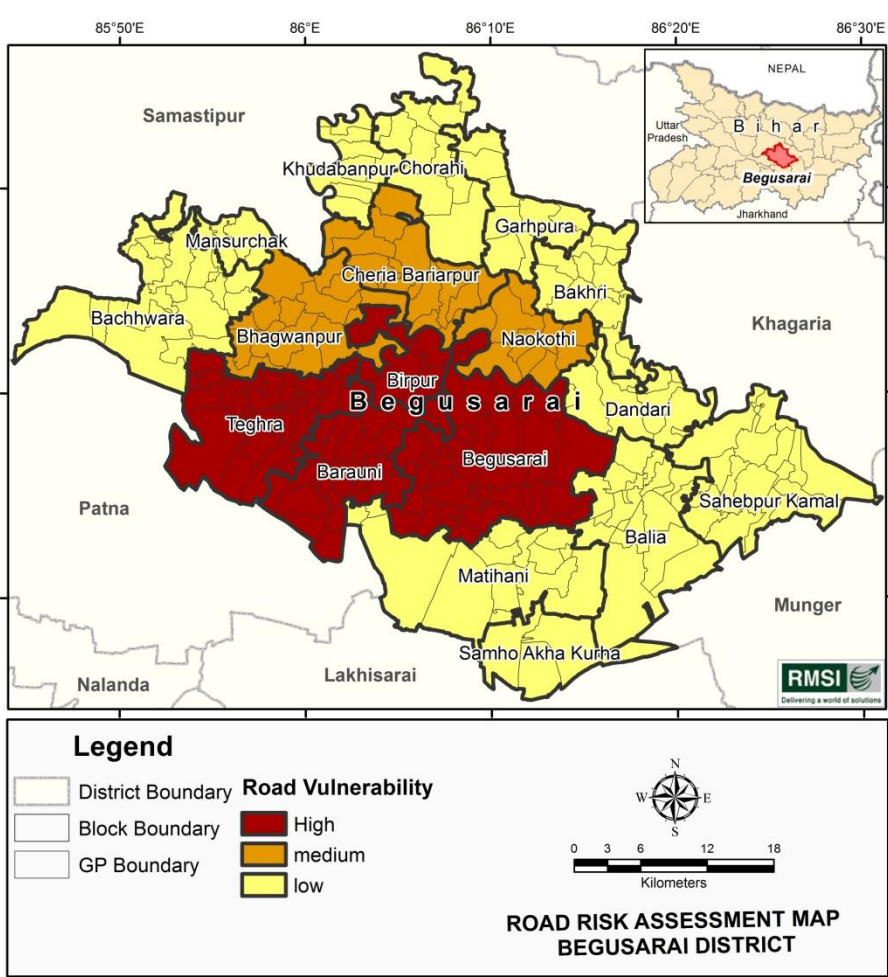 85°50'E 86°E 86°10'E 86°20'E 86°30'E
NEPAL
Uttar
Pradesh
Bihar
Begusarai
Jharkhand
Samastipur
Khudabanpur
Chorahi
Garhpura
Mansurchak
Cheria Bariarpur
Bakhri
Bachhwara
Bhagwanpur
Naokothi
Khagaria
Birpur
Begusarai
Dandari
Teghra
Barauni
Begusarai
Sahebpur Kamal
Patna
Balia
Matihani
Munger
Samho Akha Kurha
Lakhisarai
Nalanda
RMSI
Delivering a world of solutions
Legend
District Boundary
Block Boundary
GP Boundary
Road Vulnerability
High
medium
low
N
W E
S
0 3 6 12 18
Kilometers
ROAD RISK ASSESSMENT MAP
BEGUSARAI DISTRICT